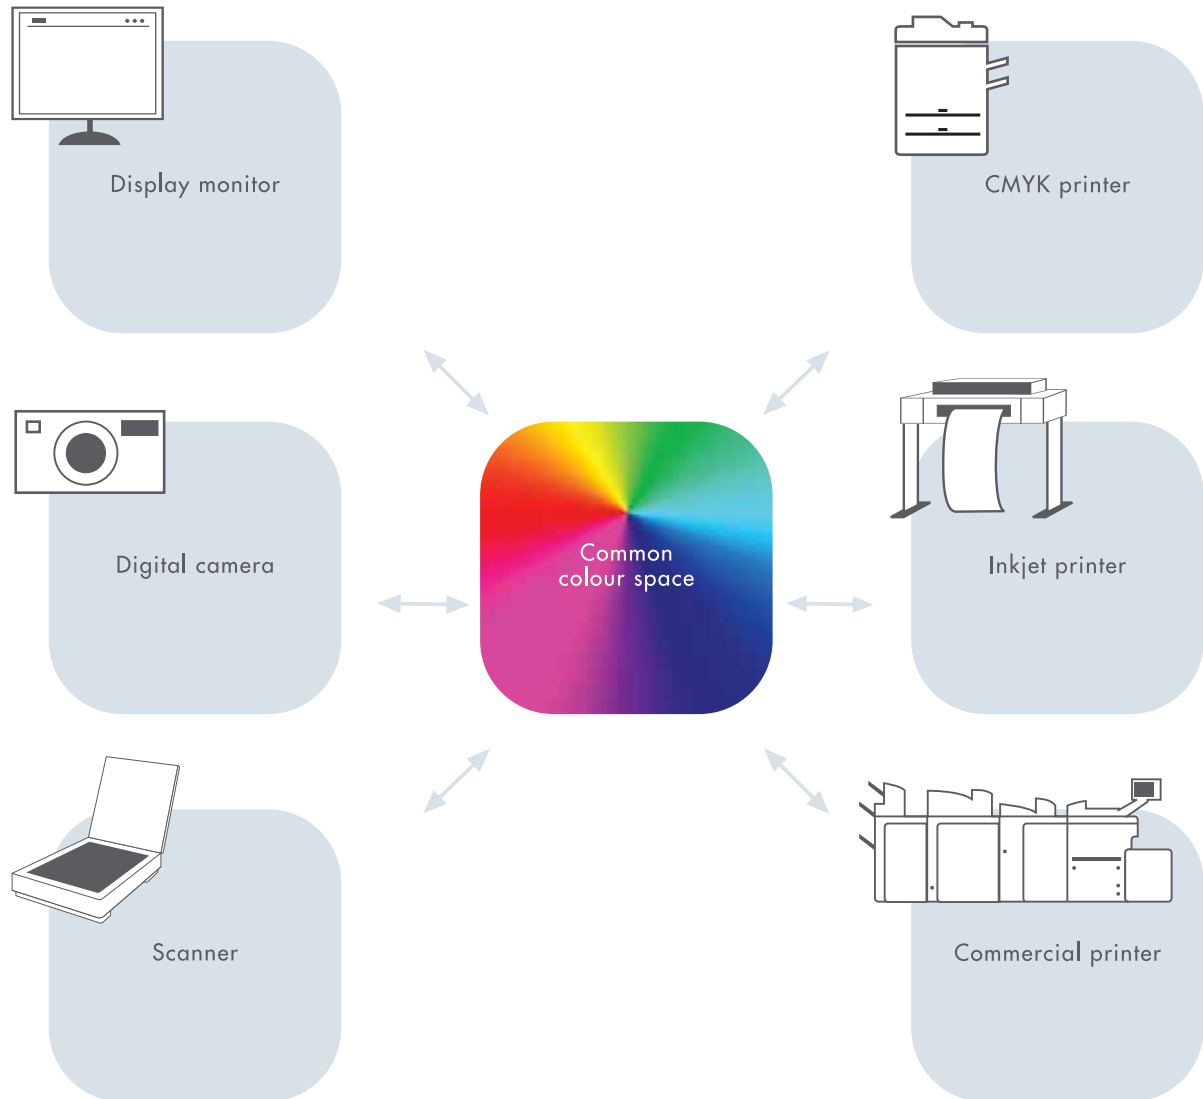 Display monitor
CMYK printer
Digital camera
Common
colour space
Inkjet printer
Scanner
Commercial printer